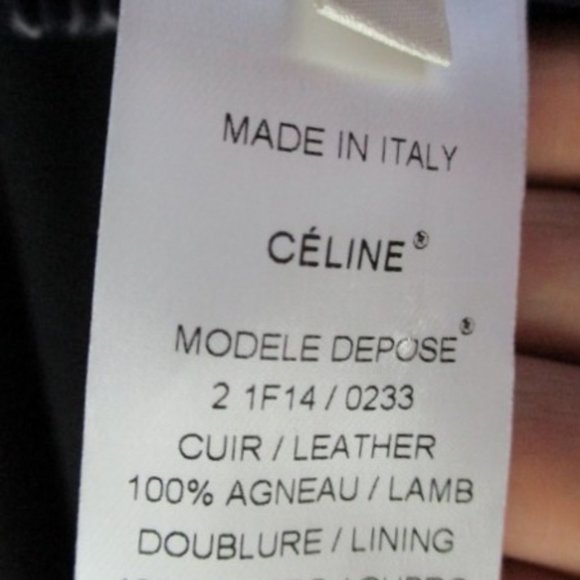 MADE IN ITALY
CÉLINE®
MODELE DEPOSE®
2 1F14 / 0233
CUIR / LEATHER
100% AGNEAU / LAMB
DOUBLURE / LINING